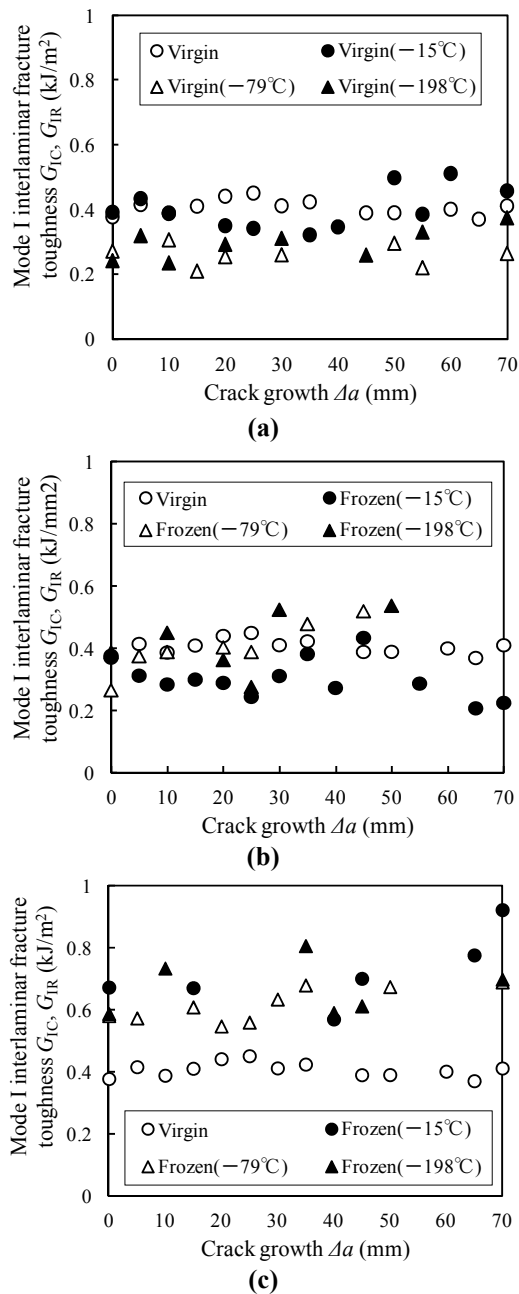 1
0.8
0.6
0.4
0.2
0
Mode I interlaminar fracture
toughness GIC, GIR (kJ/m²)
Virgin Virgin(−15℃)
Virgin(−79℃) Virgin(−198℃)
0 10 20 30 40 50 60 70
Crack growth Δa (mm)
(a)
1
0.8
0.6
0.4
0.2
0
Mode I interlaminar fracture
toughness GIC, GIR (kJ/mm2)
Virgin Frozen(−15℃)
Frozen(−79℃) Frozen(−198℃)
0 10 20 30 40 50 60 70
Crack growth Δa (mm)
(b)
1
0.8
0.6
0.4
0.2
0
Mode I interlaminar fracture
toughness GIC, GIR (kJ/m²)
Virgin Frozen(−15℃)
Frozen(−79℃) Frozen(−198℃)
0 10 20 30 40 50 60 70
Crack growth Δa (mm)
(c)